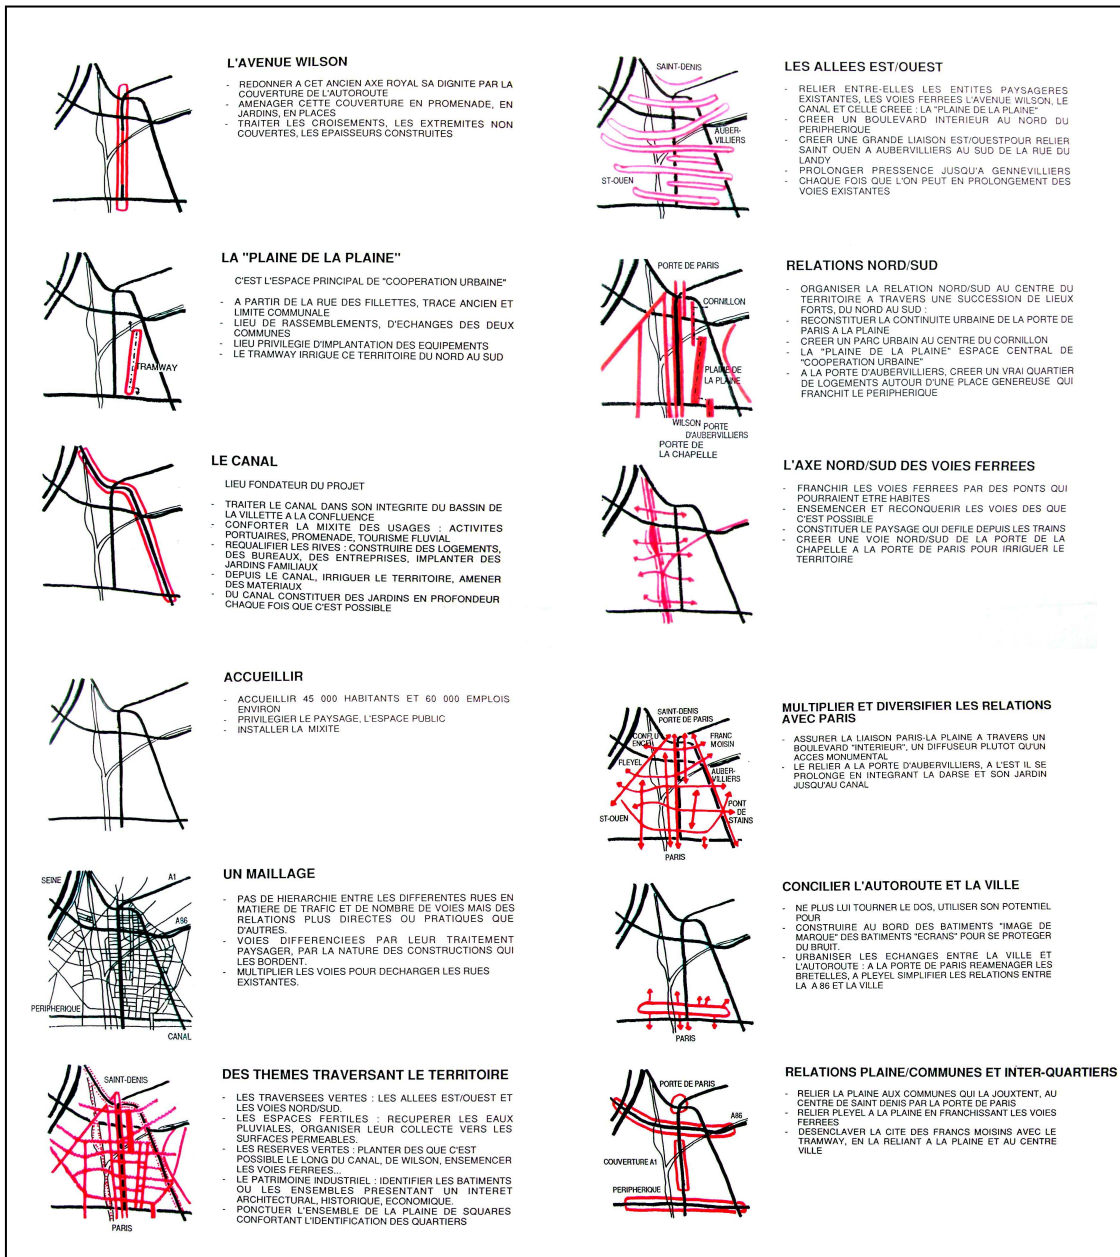 L'AVENUE WILSON
- REDONNER A CET ANCIEN AXE ROYAL SA DIGNITE PAR LA
COUVERTURE DE L'AUTOROUTE
- AMENAGER CETTE COUVERTURE EN PROMENADE, EN
JARDINS, EN PLACES
- TRAITER LES CROISEMENTS, LES EXTREMITES NON
COUVERTES, LES EPAISSEURS CONSTRUITES
LA "PLAINE DE LA PLAINE"
C'EST L'ESPACE PRINCIPAL DE "COOPERATION URBAINE"
- A PARTIR DE LA RUE DES FILLETTES, TRACE ANCIEN ET
LIMITE COMMUNALE
- LIEU DE RASSEMBLEMENTS, D'ECHANGES DES DEUX
COMMUNES
- LIEU PRIVILEGIE D'IMPLANTATION DES EQUIPEMENTS
- LE TRAMWAY IRRIGUE CE TERRITOIRE DU NORD AU SUD
TRAMWAY
LE CANAL
LIEU FONDATEUR DU PROJET
- TRAITER LE CANAL DANS SON INTEGRITE DU BASSIN DE
LA VILLETTE A LA CONFLUENCE
- CONFORTER LA MIXITE DES USAGES : ACTIVITES
PORTUAIRES, PROMENADE, TOURISME FLUVIAL
- REQUALIFIER LES RIVES : CONSTRUIRE DES LOGEMENTS,
DES BUREAUX, DES ENTREPRISES, IMPLANTER DES
JARDINS FAMILIAUX
- DEPUIS LE CANAL, IRRIGUER LE TERRITOIRE, AMENER
DES MATERIAUX
- DU CANAL CONSTITUER DES JARDINS EN PROFONDEUR
CHAQUE FOIS QUE C'EST POSSIBLE
ACCUEILLIR
- ACCUEILLIR 45 000 HABITANTS ET 60 000 EMPLOIS
ENVIRON
- PRIVILEGIER LE PAYSAGE, L'ESPACE PUBLIC
- INSTALLER LA MIXITE
UN MAILLAGE
- PAS DE HIERARCHIE ENTRE LES DIFFERENTES RUES EN
MATIERE DE TRAFIC ET DE NOMBRE DE VOIES MAIS DES
RELATIONS PLUS DIRECTES OU PRATIQUES QUE
D'AUTRES.
- VOIES DIFFERENCIEES PAR LEUR TRAITEMENT
PAYSAGER, PAR LA NATURE DES CONSTRUCTIONS QUI
LES BORDENT.
- MULTIPLIER LES VOIES POUR DECHARGER LES RUES
EXISTANTES.
SEINE
A1
A86
PERIPHERIQUE
CANAL
DES THEMES TRAVERSANT LE TERRITOIRE
- LES TRAVERSEES VERTES : LES ALLEES EST/OUEST ET
LES VOIES NORD/SUD.
- LES ESPACES FERTILES : RECUPERER LES EAUX
PLUVIALES, ORGANISER LEUR COLLECTE VERS LES
SURFACES PERMEABLES.
- LES RESERVES VERTES : PLANTER DES QUE C'EST
POSSIBLE LE LONG DU CANAL, DE WILSON, ENSEMENCER
LES VOIES FERREES...
- LE PATRIMOINE INDUSTRIEL : IDENTIFIER LES BATIMENTS
OU LES ENSEMBLES PRESENTANT UN INTERET
ARCHITECTURAL, HISTORIQUE, ECONOMIQUE.
- PONCTUER L'ENSEMBLE DE LA PLAINE DE SQUARES
CONFORTANT L'IDENTIFICATION DES QUARTIERS
SAINT-DENIS
PARIS
LES ALLEES EST/OUEST
- RELIER ENTRE-ELLES LES ENTITES PAYSAGERES
EXISTANTES, LES VOIES FERREES L'AVENUE WILSON, LE
CANAL ET CELLE CREEE : LA "PLAINE DE LA PLAINE"
- CREER UN BOULEVARD INTERIEUR AU NORD DU
PERIPHERIQUE
- CREER UNE GRANDE LIAISON EST/OUESTPOUR RELIER
SAINT OUEN A AUBERVILLIERS AU SUD DE LA RUE DU
LANDY
- PROLONGER PRESSENCE JUSQU'A GENNEVILLIERS
- CHAQUE FOIS QUE L'ON PEUT EN PROLONGEMENT DES
VOIES EXISTANTES
SAINT-DENIS
AUBER-
VILLIERS
ST-OUEN
RELATIONS NORD/SUD
- ORGANISER LA RELATION NORD/SUD AU CENTRE DU
TERRITOIRE A TRAVERS UNE SUCCESSION DE LIEUX
FORTS, DU NORD AU SUD :
- RECONSTITUER LA CONTINUITE URBAINE DE LA PORTE DE
PARIS A LA PLAINE
- CREER UN PARC URBAIN AU CENTRE DU CORNILLON
- LA "PLAINE DE LA PLAINE" ESPACE CENTRAL DE
"COOPERATION URBAINE"
- A LA PORTE D'AUBERVILLIERS, CREER UN VRAI QUARTIER
DE LOGEMENTS AUTOUR D'UNE PLACE GENEREUSE QUI
FRANCHIT LE PERIPHERIQUE
PORTE DE PARIS
CORNILLON
PLAINE DE
LA PLAINE
WILSON
PORTE
D'AUBERVILLIERS
PORTE DE
LA CHAPELLE
L'AXE NORD/SUD DES VOIES FERREES
- FRANCHIR LES VOIES FERREES PAR DES PONTS QUI
POURRAIENT ETRE HABITES
- ENSEMENCER ET RECONQUERIR LES VOIES DES QUE
C'EST POSSIBLE
- CONSTITUER LE PAYSAGE QUI DEFILE DEPUIS LES TRAINS
- CREER UNE VOIE NORD/SUD DE LA PORTE DE LA
CHAPELLE A LA PORTE DE PARIS POUR IRRIGUER LE
TERRITOIRE
MULTIPLIER ET DIVERSIFIER LES RELATIONS
AVEC PARIS
- ASSURER LA LIAISON PARIS-LA PLAINE A TRAVERS UN
BOULEVARD "INTERIEUR", UN DIFFUSEUR PLUTOT QU'UN
ACCES MONUMENTAL
- LE RELIER A LA PORTE D'AUBERVILLIERS, A L'EST IL SE
PROLONGE EN INTEGRANT LA DARSE ET SON JARDIN
JUSQU'AU CANAL
SAINT-DENIS
PORTE DE PARIS
CONFLU
ENCE
FRANC
MOISIN
PLEYEL
AUBER-
VILLIERS
ST-OUEN
PONT
DE
STAINS
PARIS
CONCILIER L'AUTOROUTE ET LA VILLE
- NE PLUS LUI TOURNER LE DOS, UTILISER SON POTENTIEL
POUR
- CONSTRUIRE AU BORD DES BATIMENTS "IMAGE DE
MARQUE" DES BATIMENTS "ECRANS" POUR SE PROTEGER
DU BRUIT.
- URBANISER LES ECHANGES ENTRE LA VILLE ET
L'AUTOROUTE : A LA PORTE DE PARIS REAMENAGER LES
BRETELLES, A PLEYEL SIMPLIFIER LES RELATIONS ENTRE
LA A 86 ET LA VILLE
PARIS
RELATIONS PLAINE/COMMUNES ET INTER-QUARTIERS
- RELIER LA PLAINE AUX COMMUNES QUI LA JOUXTENT, AU
CENTRE DE SAINT DENIS PAR LA PORTE DE PARIS
- RELIER PLEYEL A LA PLAINE EN FRANCHISSANT LES VOIES
FERREES
- DESENCLAVER LA CITE DES FRANCS MOISINS AVEC LE
TRAMWAY, EN LA RELIANT A LA PLAINE ET AU CENTRE
VILLE
PORTE DE PARIS
A86
COUVERTURE A1
PERIPHERIQUE